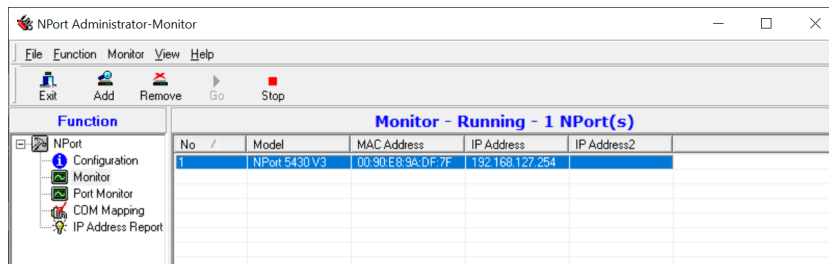 NPort Administrator-Monitor
File Function Monitor View Help
Exit Add Remove Go Stop
Function
Monitor - Running - 1 NPort(s)
NPort
Configuration
Monitor
Port Monitor
COM Mapping
IP Address Report
No / Model MAC Address IP Address IP Address2
1 NPort 5430 V3 00:90:E8:9A:DF:7F 192.168.127.254